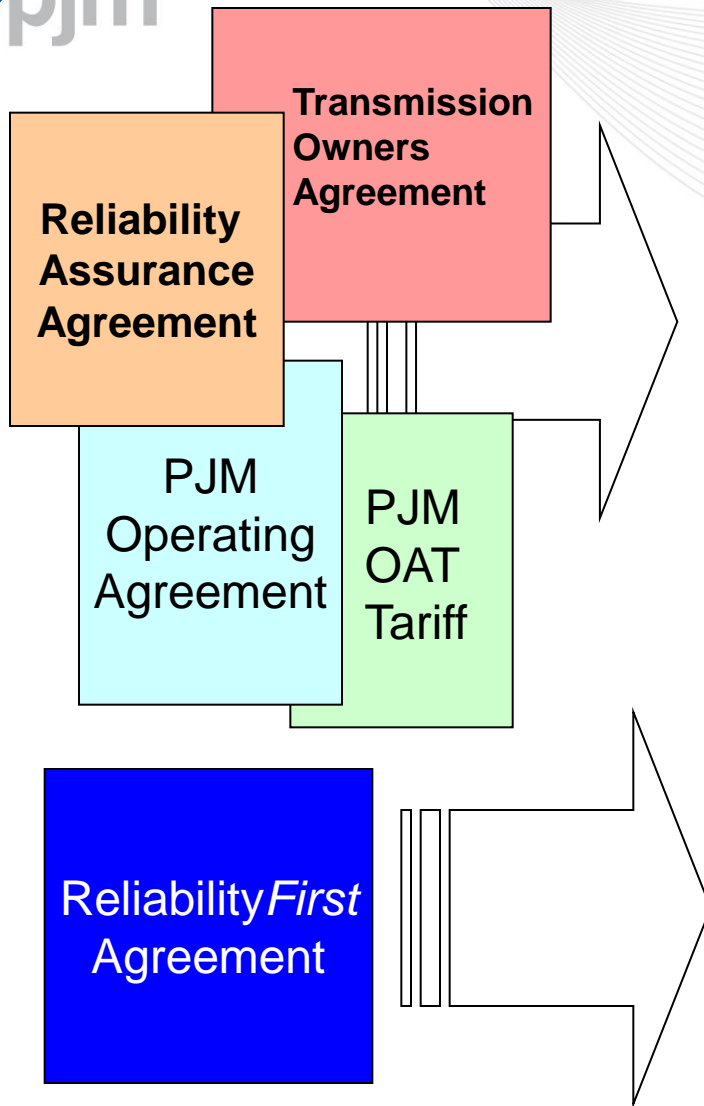 pjm
Transmission
Owners
Agreement
Reliability
Assurance
Agreement
PJM
Operating
Agreement
PJM
OAT
Tariff
ReliabilityFirst
Agreement